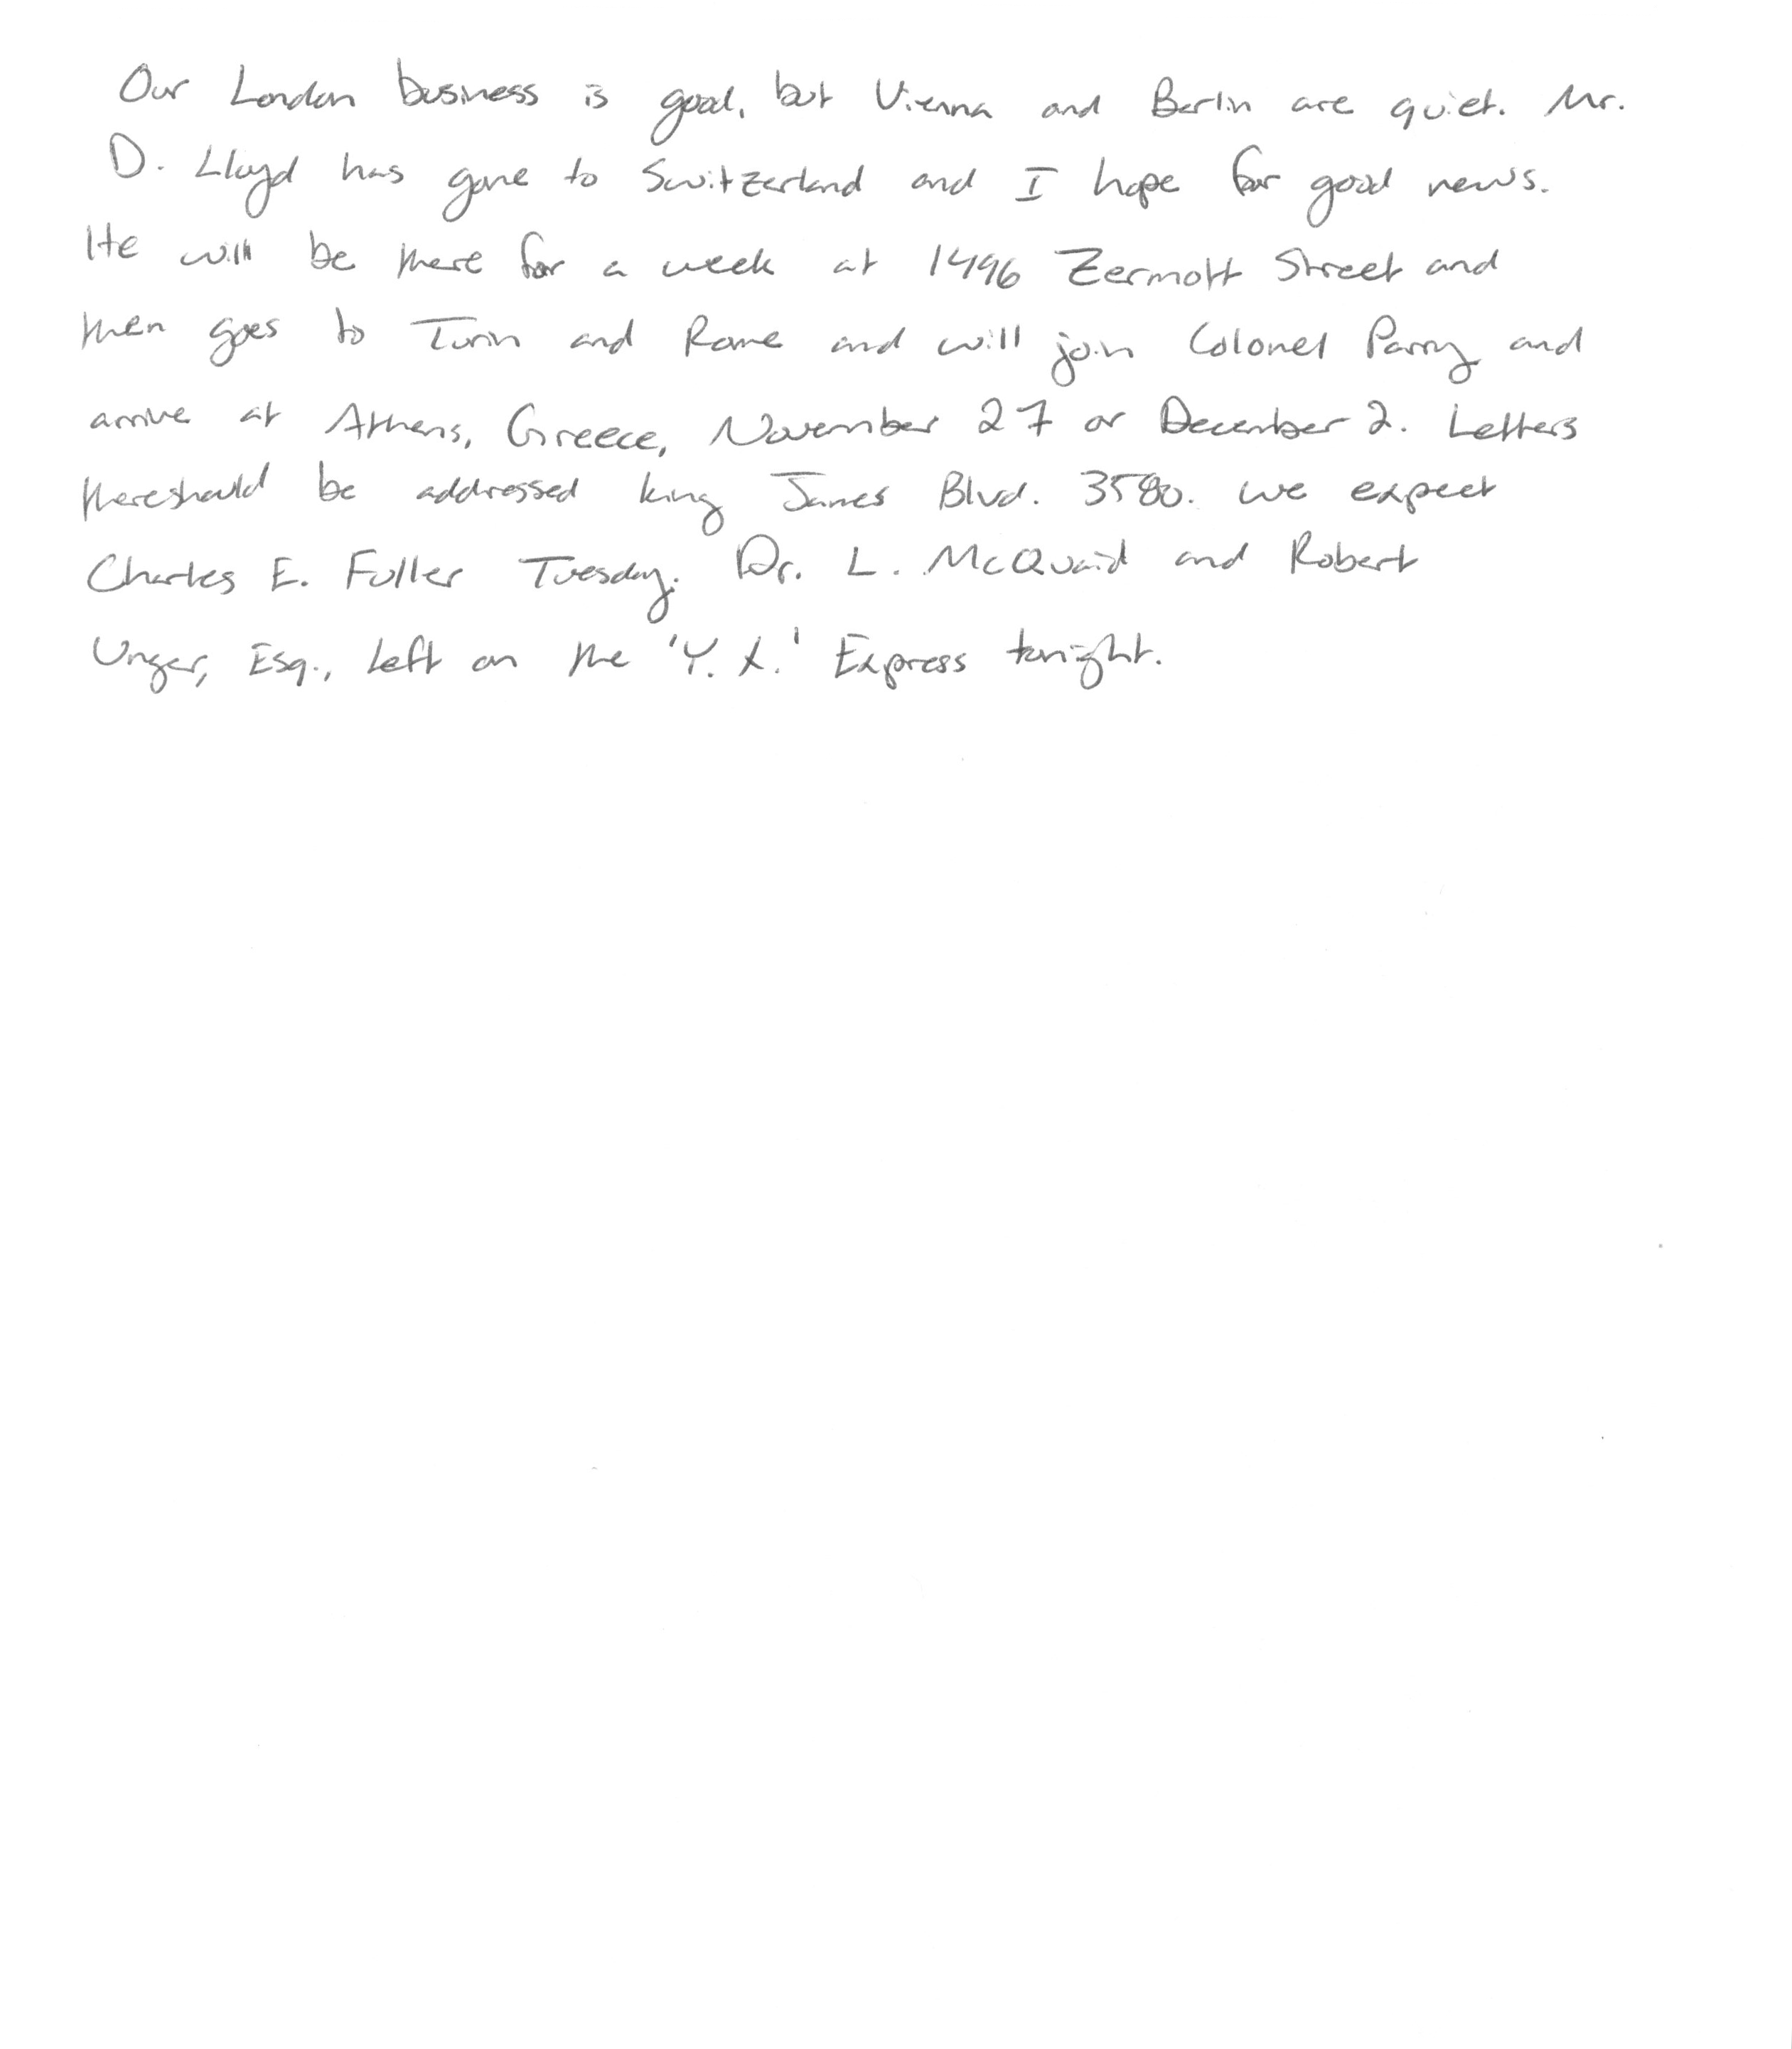 Our London business is good, but Vienna and Berlin are quiet. Mr.
D. Lloyd has gone to Switzerland and I hope for good news.
He will be there for a week at 1496 Zermott Street and
then goes to Turin and Rome and will join Colonel Parry and
arrive at Athens, Greece, November 27 or December 2. Letters
thereshould be addressed king James Blvd. 3580. We expect
Charles E. Fuller Tuesday. Dr. L. McQuaid and Robert
Unger, Esq., left on the 'Y. X.' Express tonight.